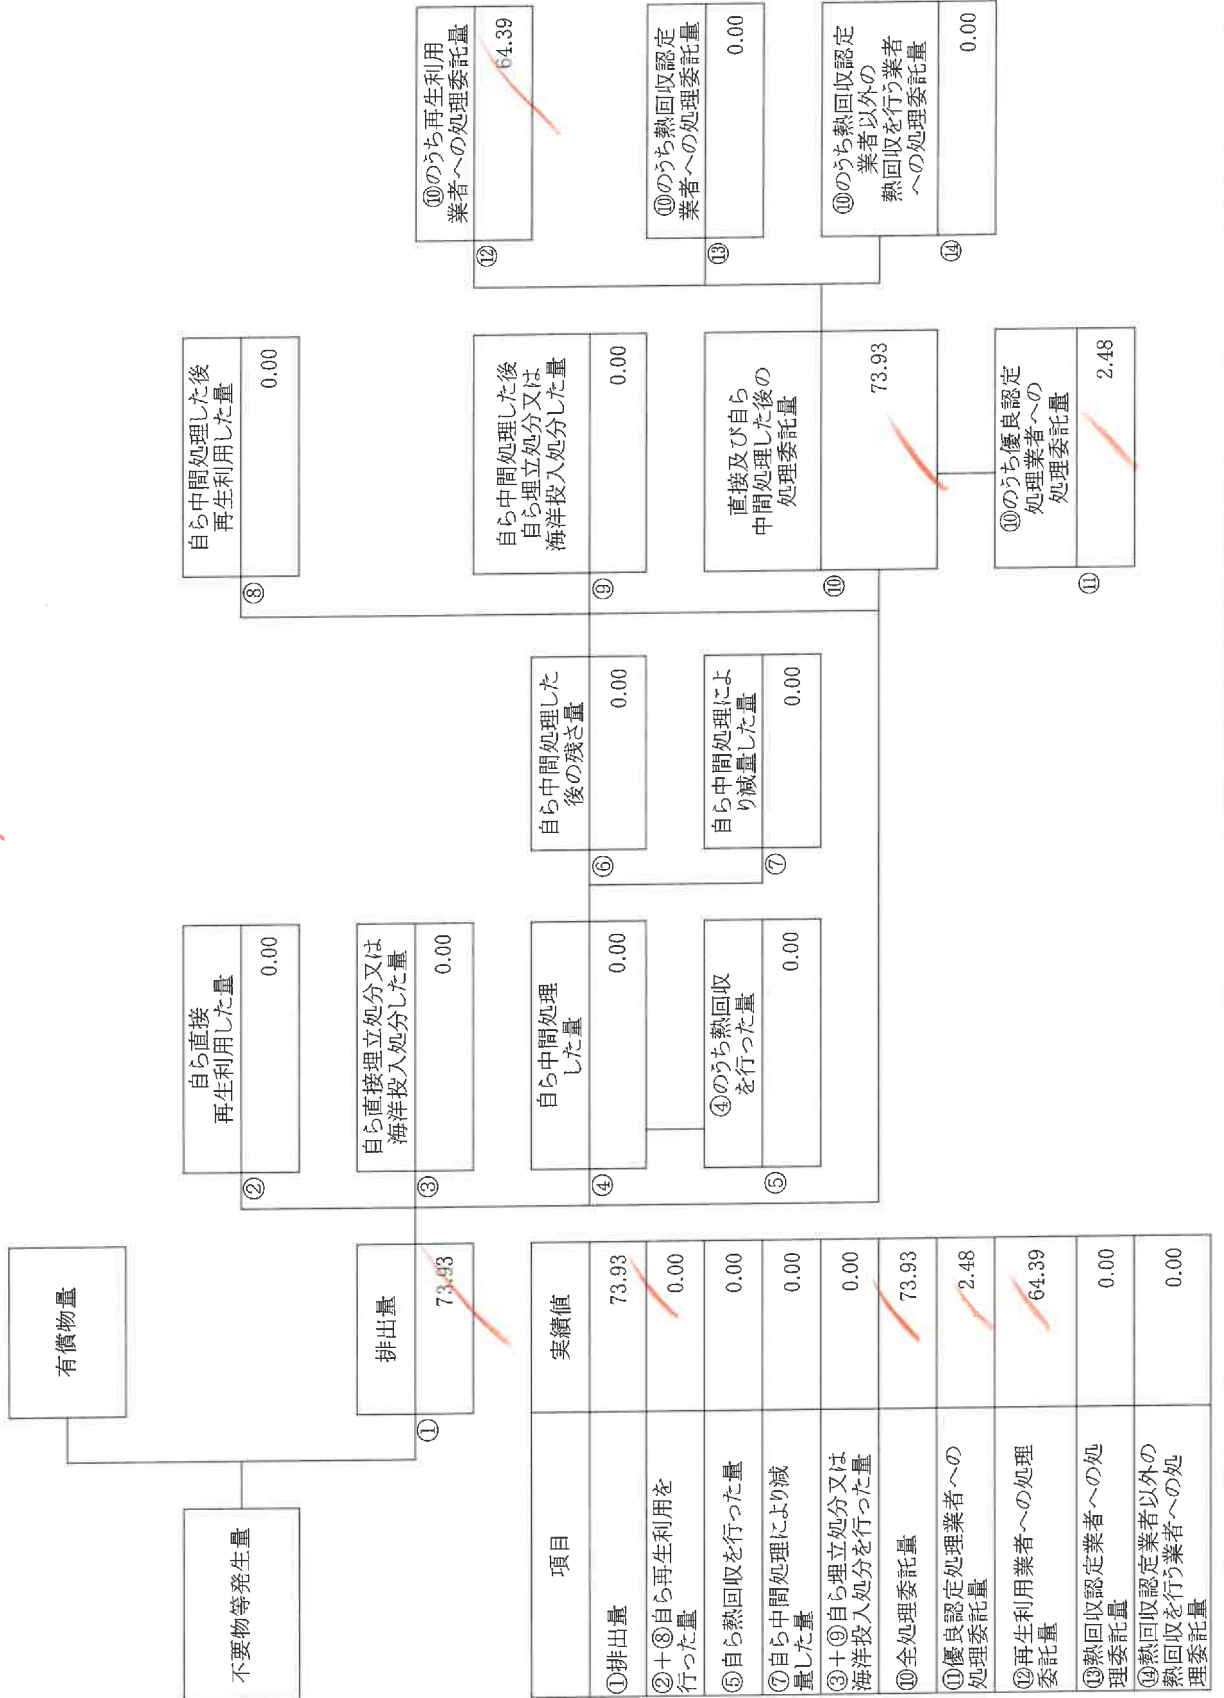 不要物等発生量
有償物量
排出量
①
73.93
自ら直接
再生利用した量
②
0.00
自ら直接埋立処分又は
海洋投入処分した量
③
0.00
自ら中間処理
した量
④
0.00
④のうち熱回収
を行った量
⑤
0.00
自ら中間処理した
後の残さ量
⑥
0.00
自ら中間処理によ
り減量した量
⑦
0.00
自ら中間処理した後
再生利用した量
⑧
0.00
自ら中間処理した後
自ら埋立処分又は
海洋投入処分した量
⑨
0.00
直接及び自ら
中間処理した後の
処理委託量
⑩
73.93
⑩のうち優良認定
処理業者への
処理委託量
⑪
2.48
⑩のうち再生利用
業者への処理委託量
⑫
64.39
⑩のうち熱回収認定
業者への処理委託量
⑬
0.00
⑩のうち熱回収認定
業者以外の
熱回収を行う業者
への処理委託量
⑭
0.00
項目 実績値
①排出量 73.93
②+⑧自ら再生利用を
行った量 0.00
⑤自ら熱回収を行った量 0.00
⑦自ら中間処理により減
量した量 0.00
③+⑨自ら埋立処分又は
海洋投入処分を行った量 0.00
⑩全処理委託量 73.93
⑪優良認定処理業者への
処理委託量 2.48
⑫再生利用業者への処理
委託量 64.39
⑬熱回収認定業者への処
理委託量 0.00
⑭熱回収認定業者以外の
熱回収を行う業者への処
理委託量 0.00